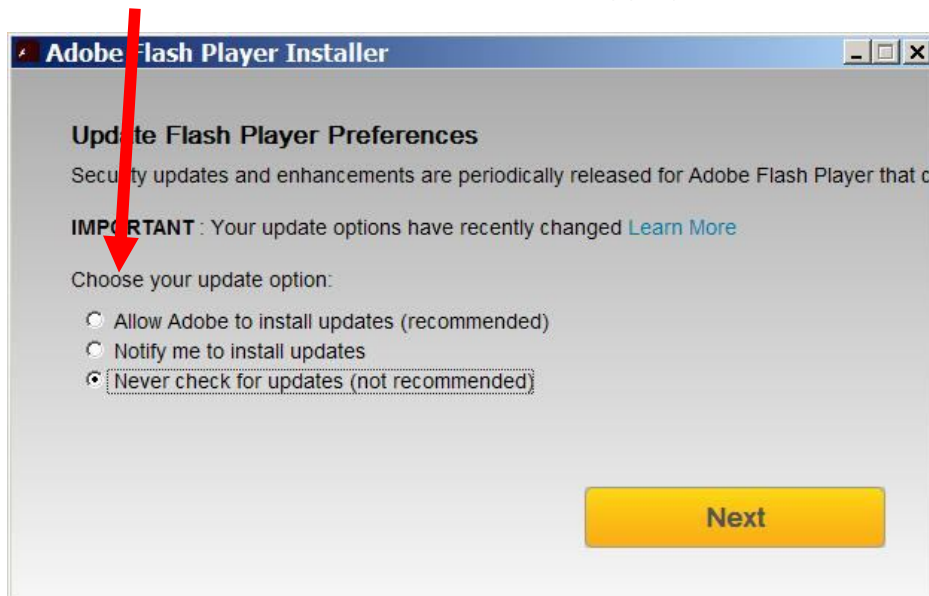 Adobe Flash Player Installer
Update Flash Player Preferences
Security updates and enhancements are periodically released for Adobe Flash Player that
IMPORTANT : Your update options have recently changed Learn More
Choose your update option:
Allow Adobe to install updates (recommended)
Notify me to install updates
Never check for updates (not recommended)
Next